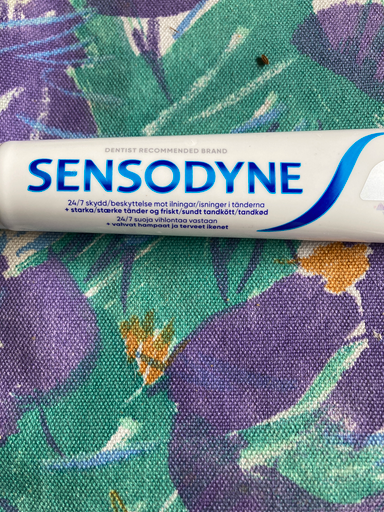 DENTIST RECOMMENDED BRAND
SENSODYNE
24/7 skydd/beskyttelse mot ilningar/isninger i tänderna
+ starka/stærke tänder og friskt/sundt tandkött/tandkød
24/7 suoja vihlontaa vastaan
+ vahvat hampaat ja terveet ikenet